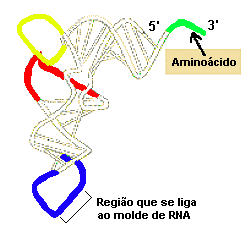 5' 3'
Aminoácido
Região que se liga
ao molde de RNA